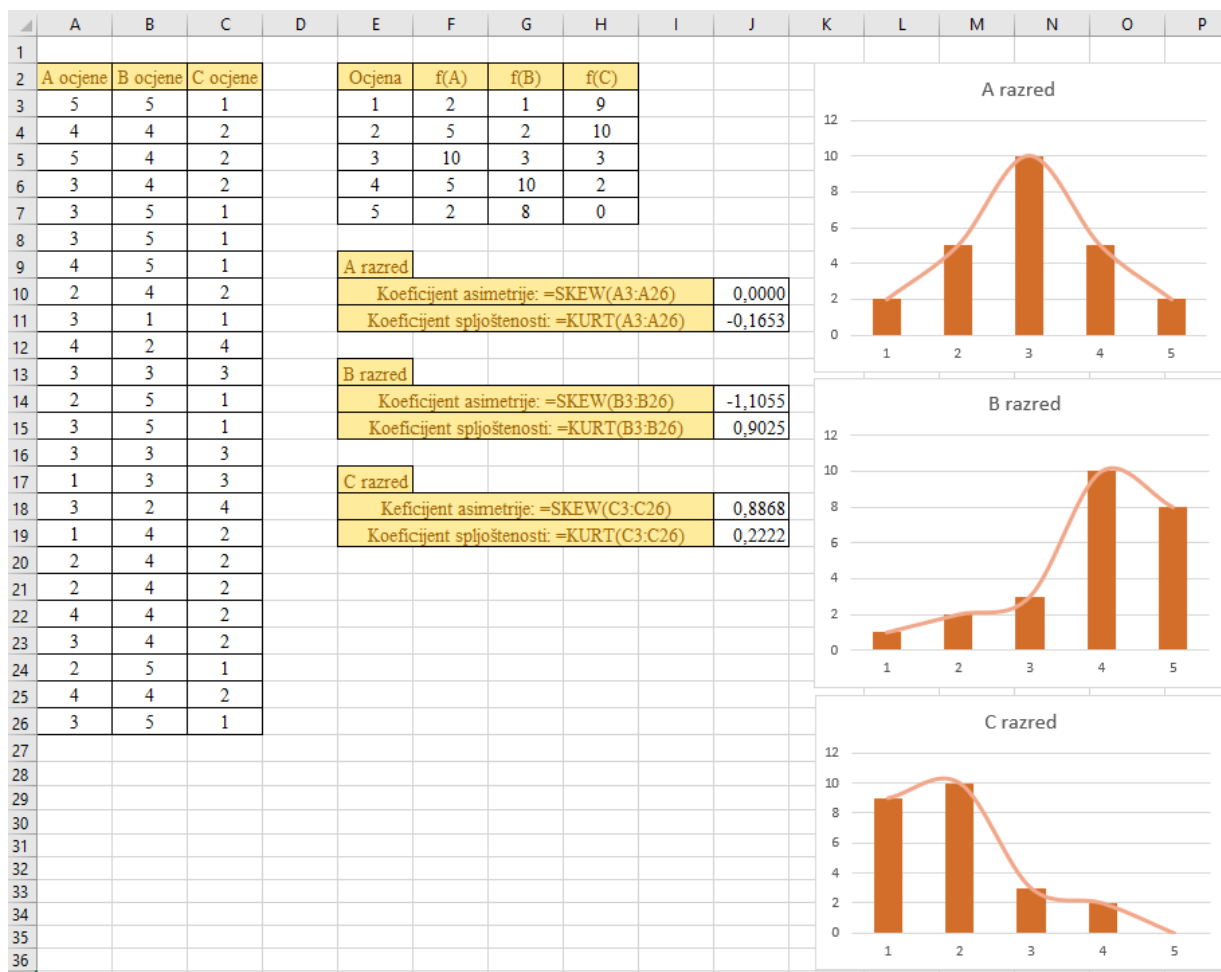 A B C D E F G H I J K L M N O P
1
2 A ocjene B ocjene C ocjene Ocjena f(A) f(B) f(C)
3 5 5 1 1 2 1 9
4 4 4 2 2 5 2 10
5 5 4 2 3 10 3 3
6 3 4 2 4 5 10 2
7 3 5 1 5 2 8 0
8 3 5 1
9 4 5 1 A razred
10 2 4 2 Koeficijent asimetrije: =SKEW(A3:A26) 0,0000
11 3 1 1 Koeficijent spljoštenosti: =KURT(A3:A26) -0,1653
12 4 2 4
13 3 3 3 B razred
14 2 5 1 Koeficijent asimetrije: =SKEW(B3:B26) -1,1055
15 3 5 1 Koeficijent spljoštenosti: =KURT(B3:B26) 0,9025
16 3 3 3
17 1 3 3 C razred
18 3 2 4 Keficijent asimetrije: =SKEW(C3:C26) 0,8868
19 1 4 2 Koeficijent spljoštenosti: =KURT(C3:C26) 0,2222
20 2 4 2
21 2 4 2
22 4 4 2
23 3 4 2
24 2 5 1
25 4 4 2
26 3 5 1
27
28
29
30
31
32
33
34
35
36
A razred
12
10
8
6
4
2
0
1 2 3 4 5
B razred
12
10
8
6
4
2
0
1 2 3 4 5
C razred
12
10
8
6
4
2
0
1 2 3 4 5